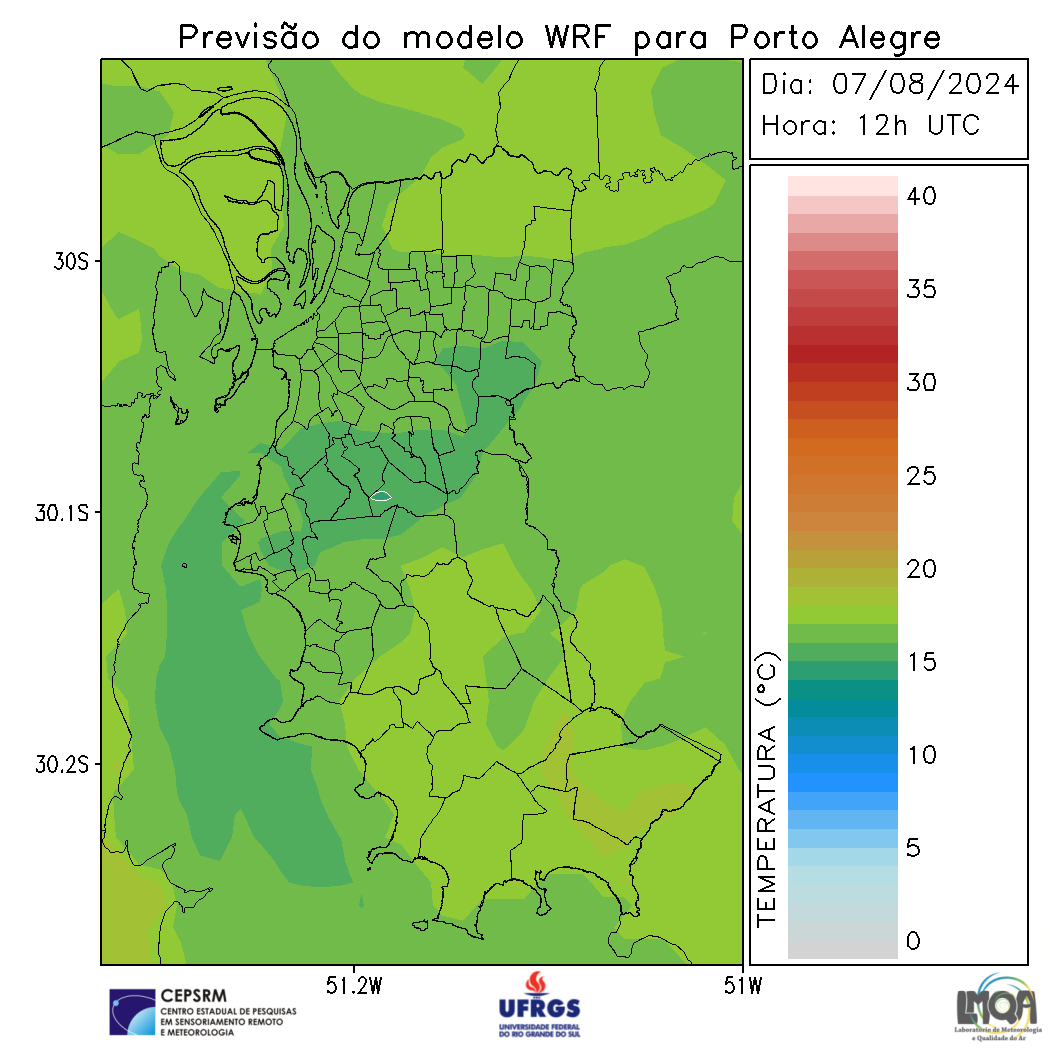 Previsão do modelo WRF para Porto Alegre
Dia: 07/08/2024
Hora: 12h UTC
30S
30.1S
30.2S
51.2W
51W
TEMPERATURA (°C)
40
35
30
25
20
15
10
5
0
CEPSRM
CENTRO ESTADUAL DE PESQUISAS
EM SENSORIAMENTO REMOTO
E METEOROLOGIA
UFRGS
UNIVERSIDADE FEDERAL
DO RIO GRANDE DO SUL
LMQA
Laboratório de Meteorologia
e Qualidade do Ar